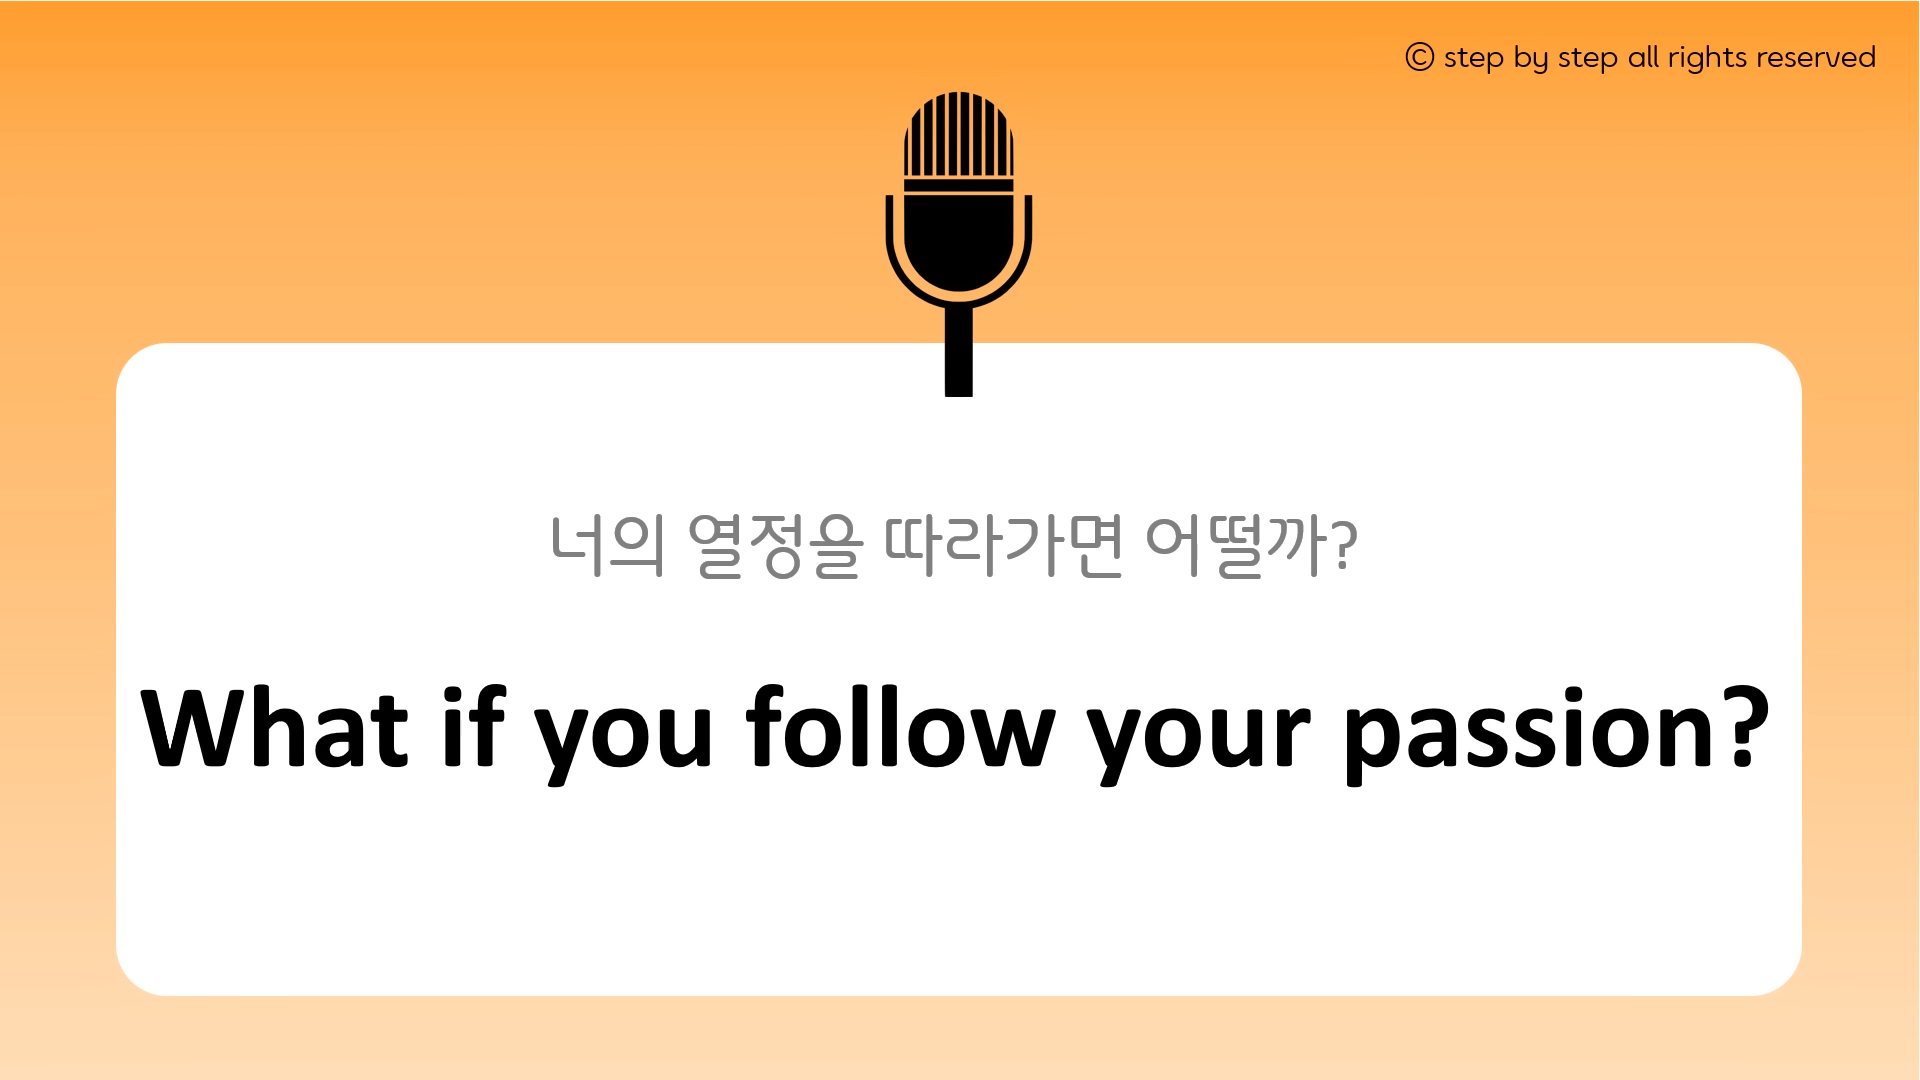 © step by step all rights reserved
너의 열정을 따라가면 어떨까?
What if you follow your passion?